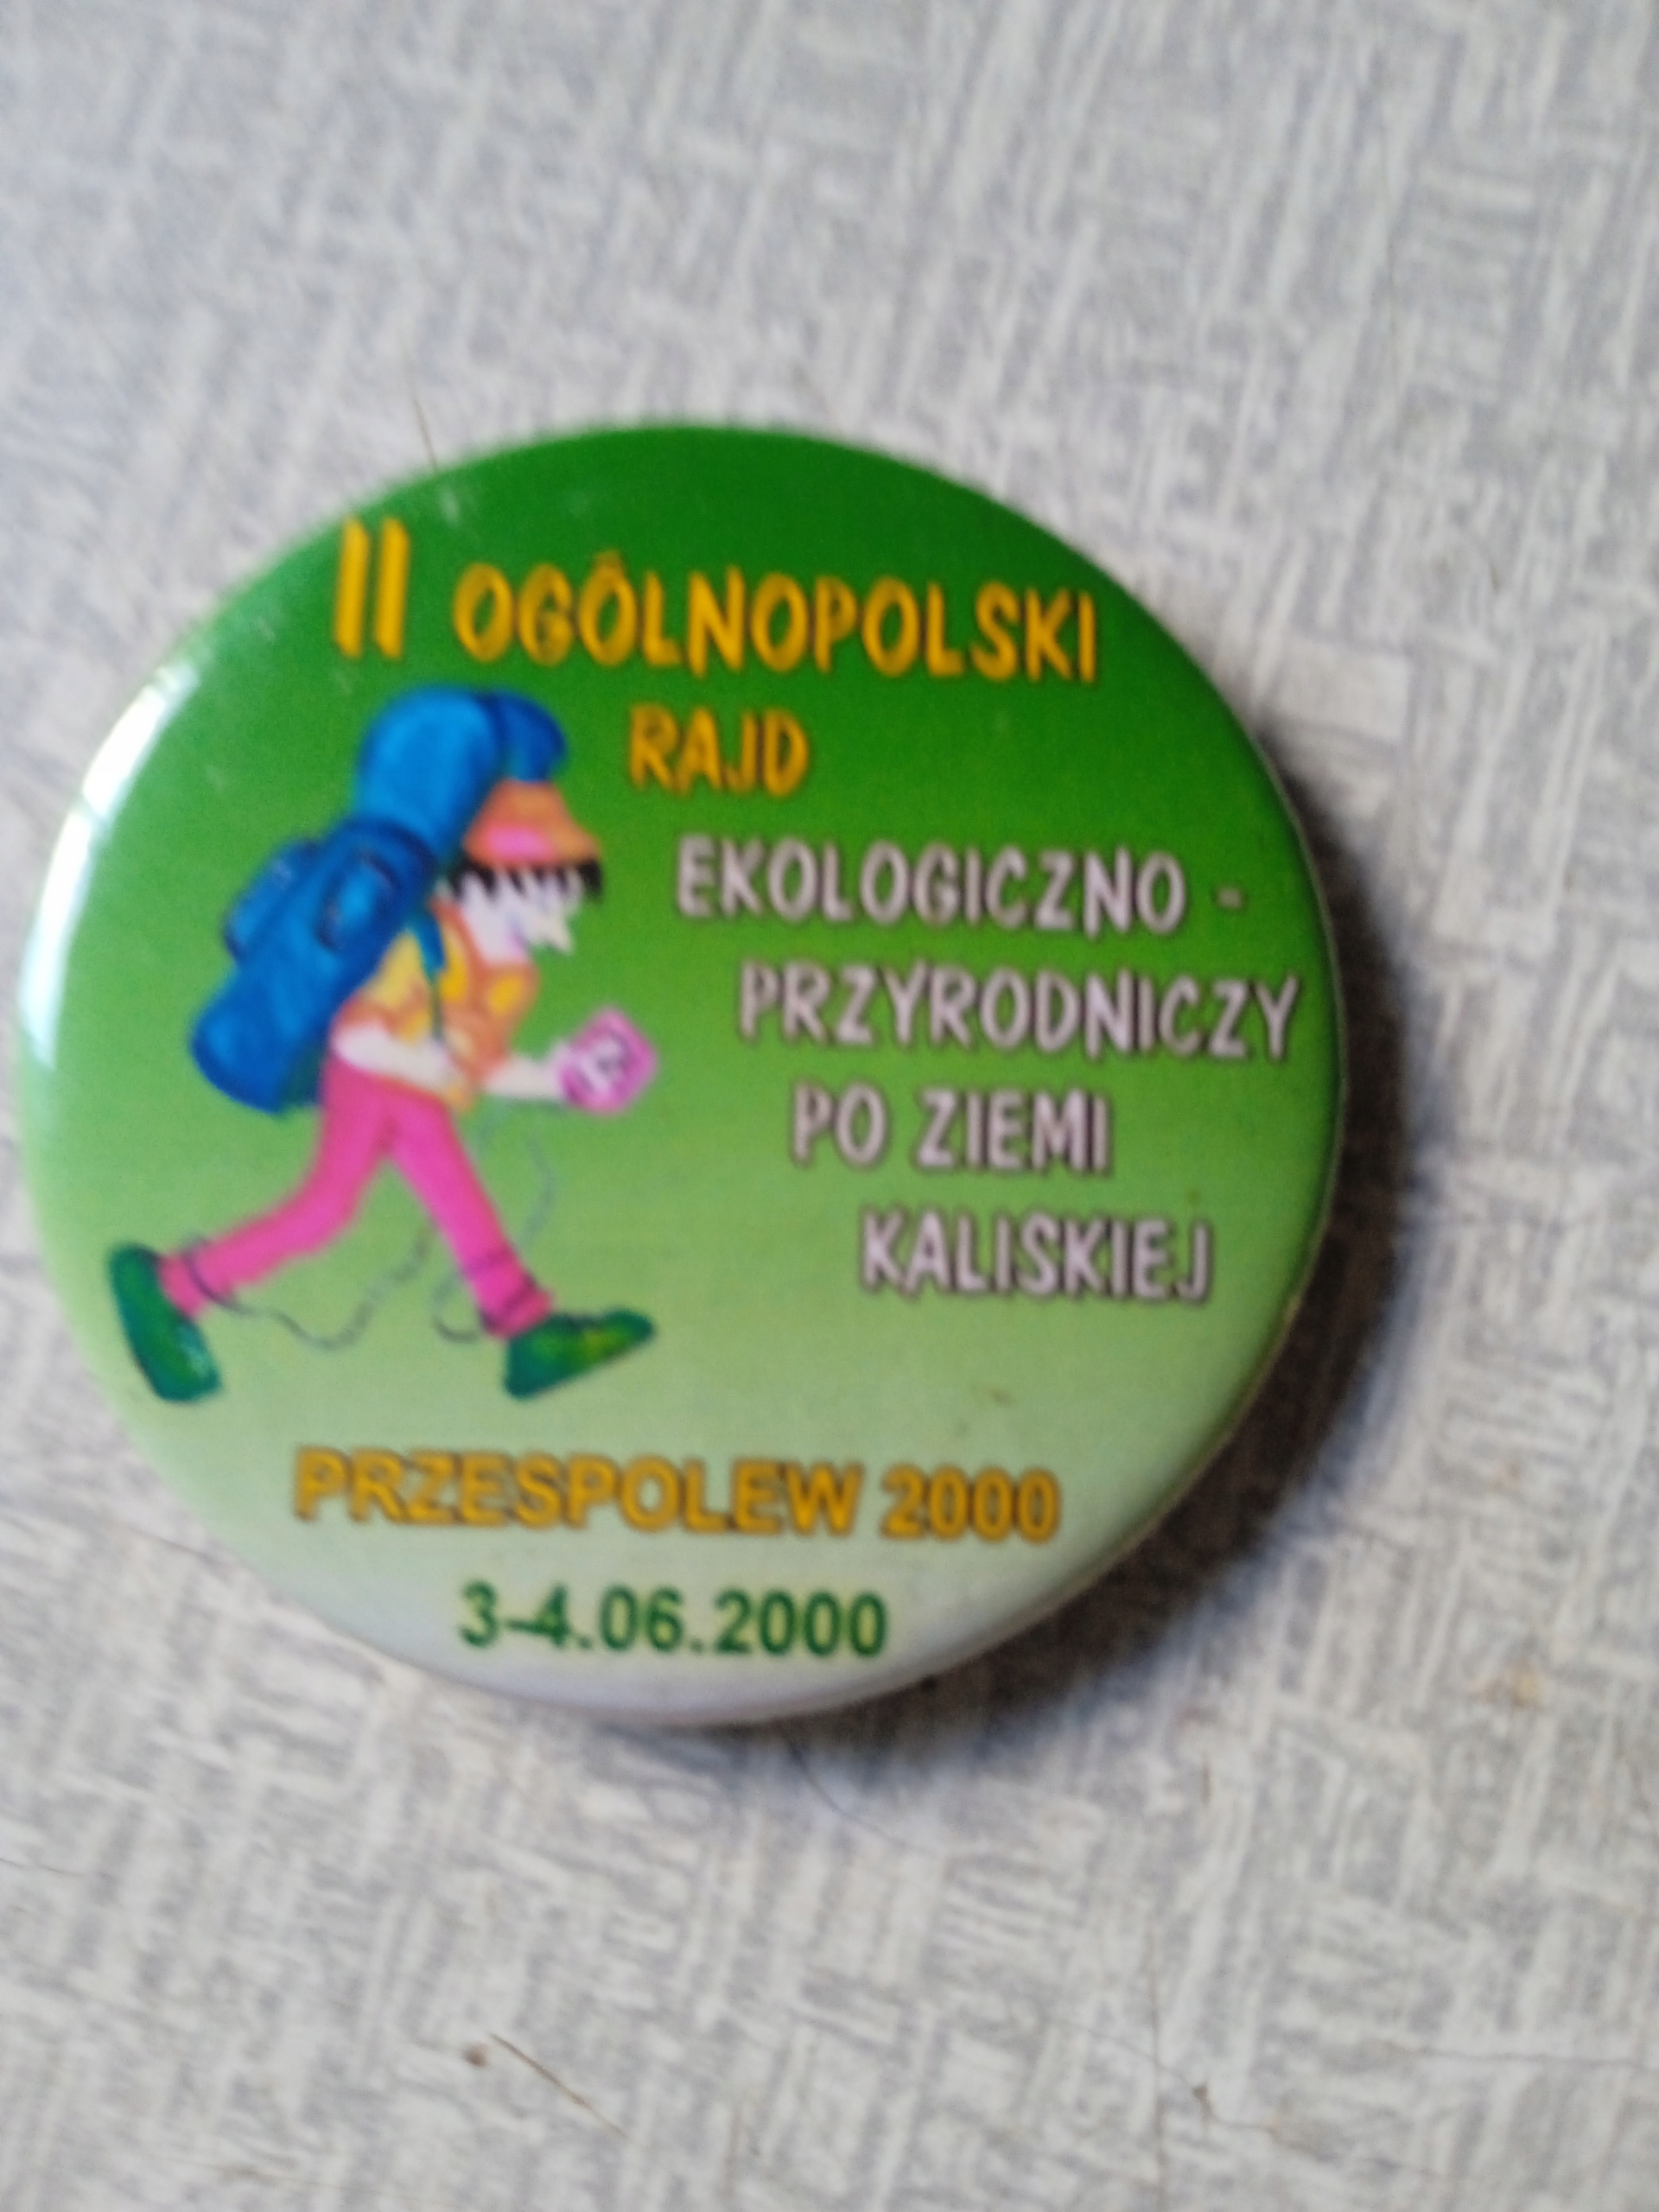 II OGÓLNOPOLSKI
RAJD
EKOLOGICZNO -
PRZYRODNICZY
PO ZIEMI
KALISKIEJ
PRZESPOLEW 2000
3-4.06.2000